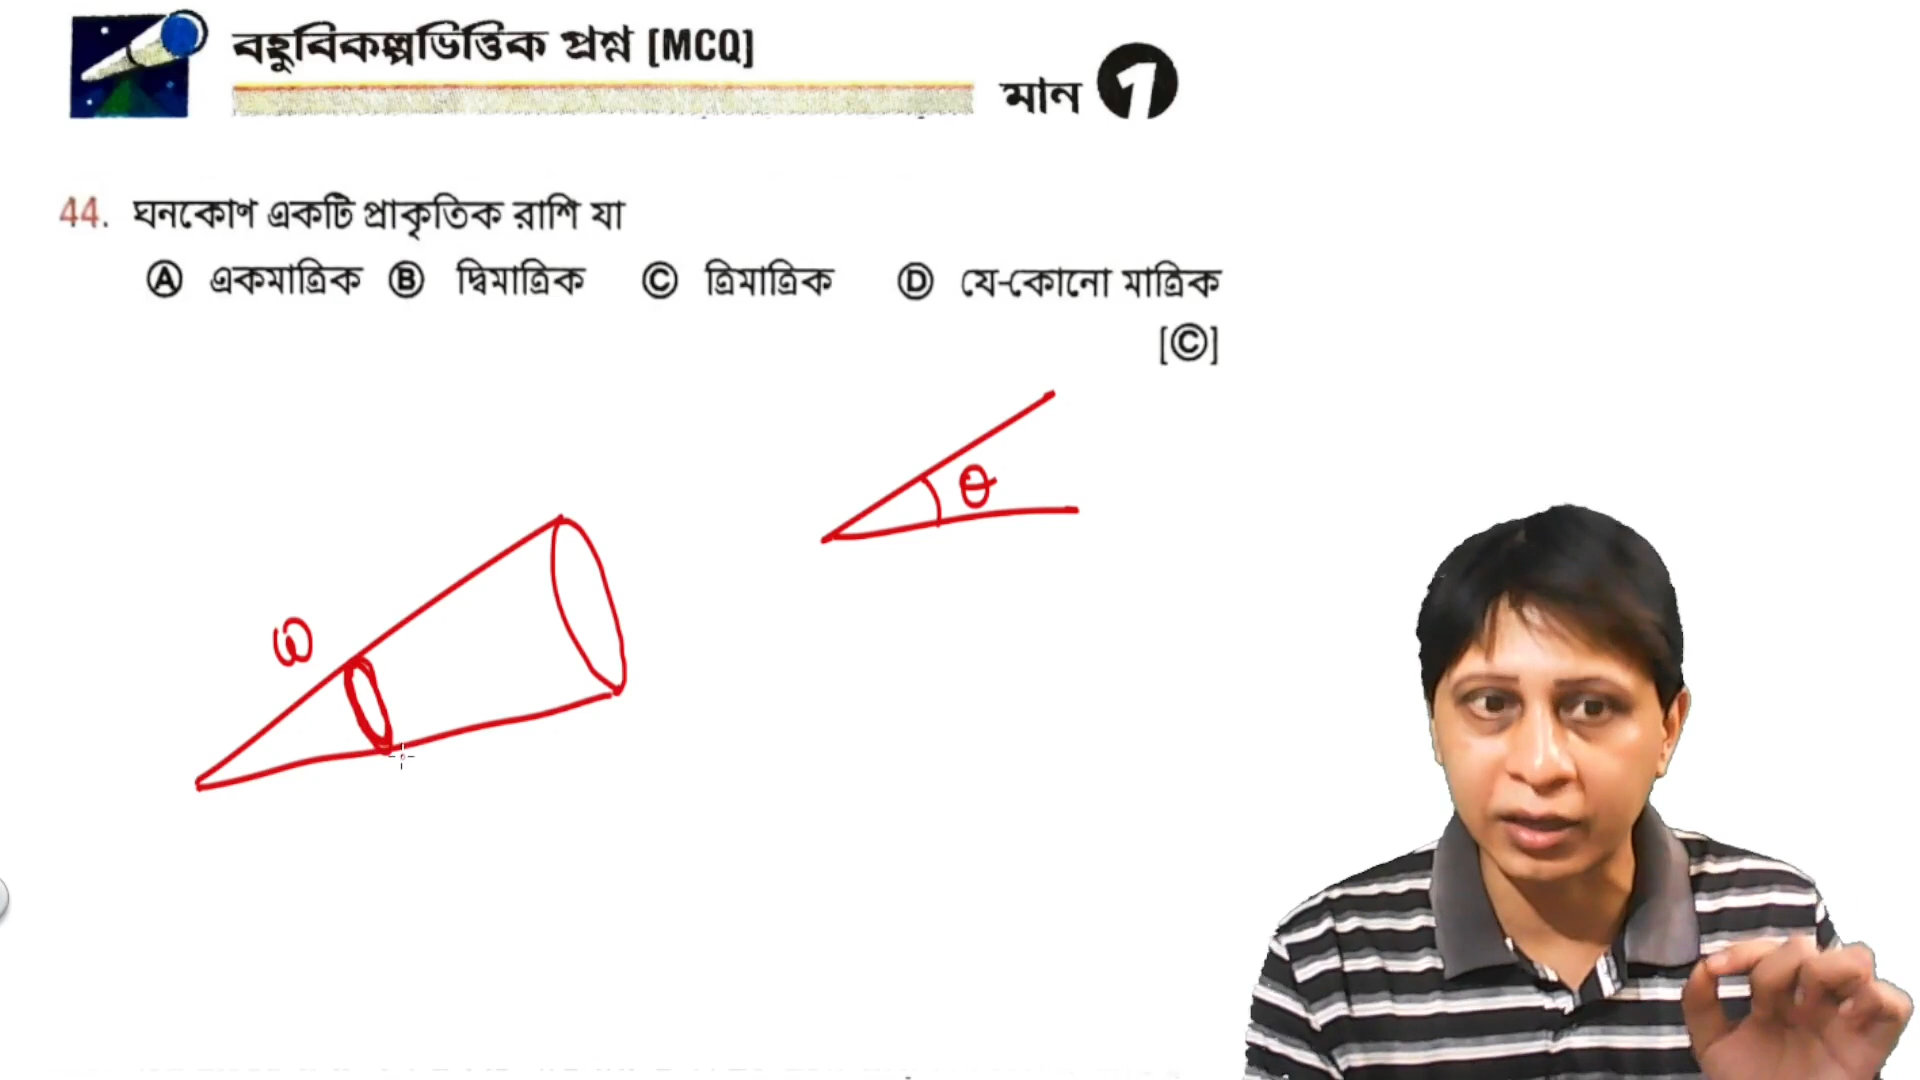 বহুবিকল্পভিত্তিক প্রশ্ন [MCQ]
মান 1
44. ঘনকোণ একটি প্রাকৃতিক রাশি যা
Ⓐ একমাত্রিক Ⓑ দ্বিমাত্রিক Ⓒ ত্রিমাত্রিক Ⓓ যে-কোনো মাত্রিক
[Ⓒ]
θ
ω